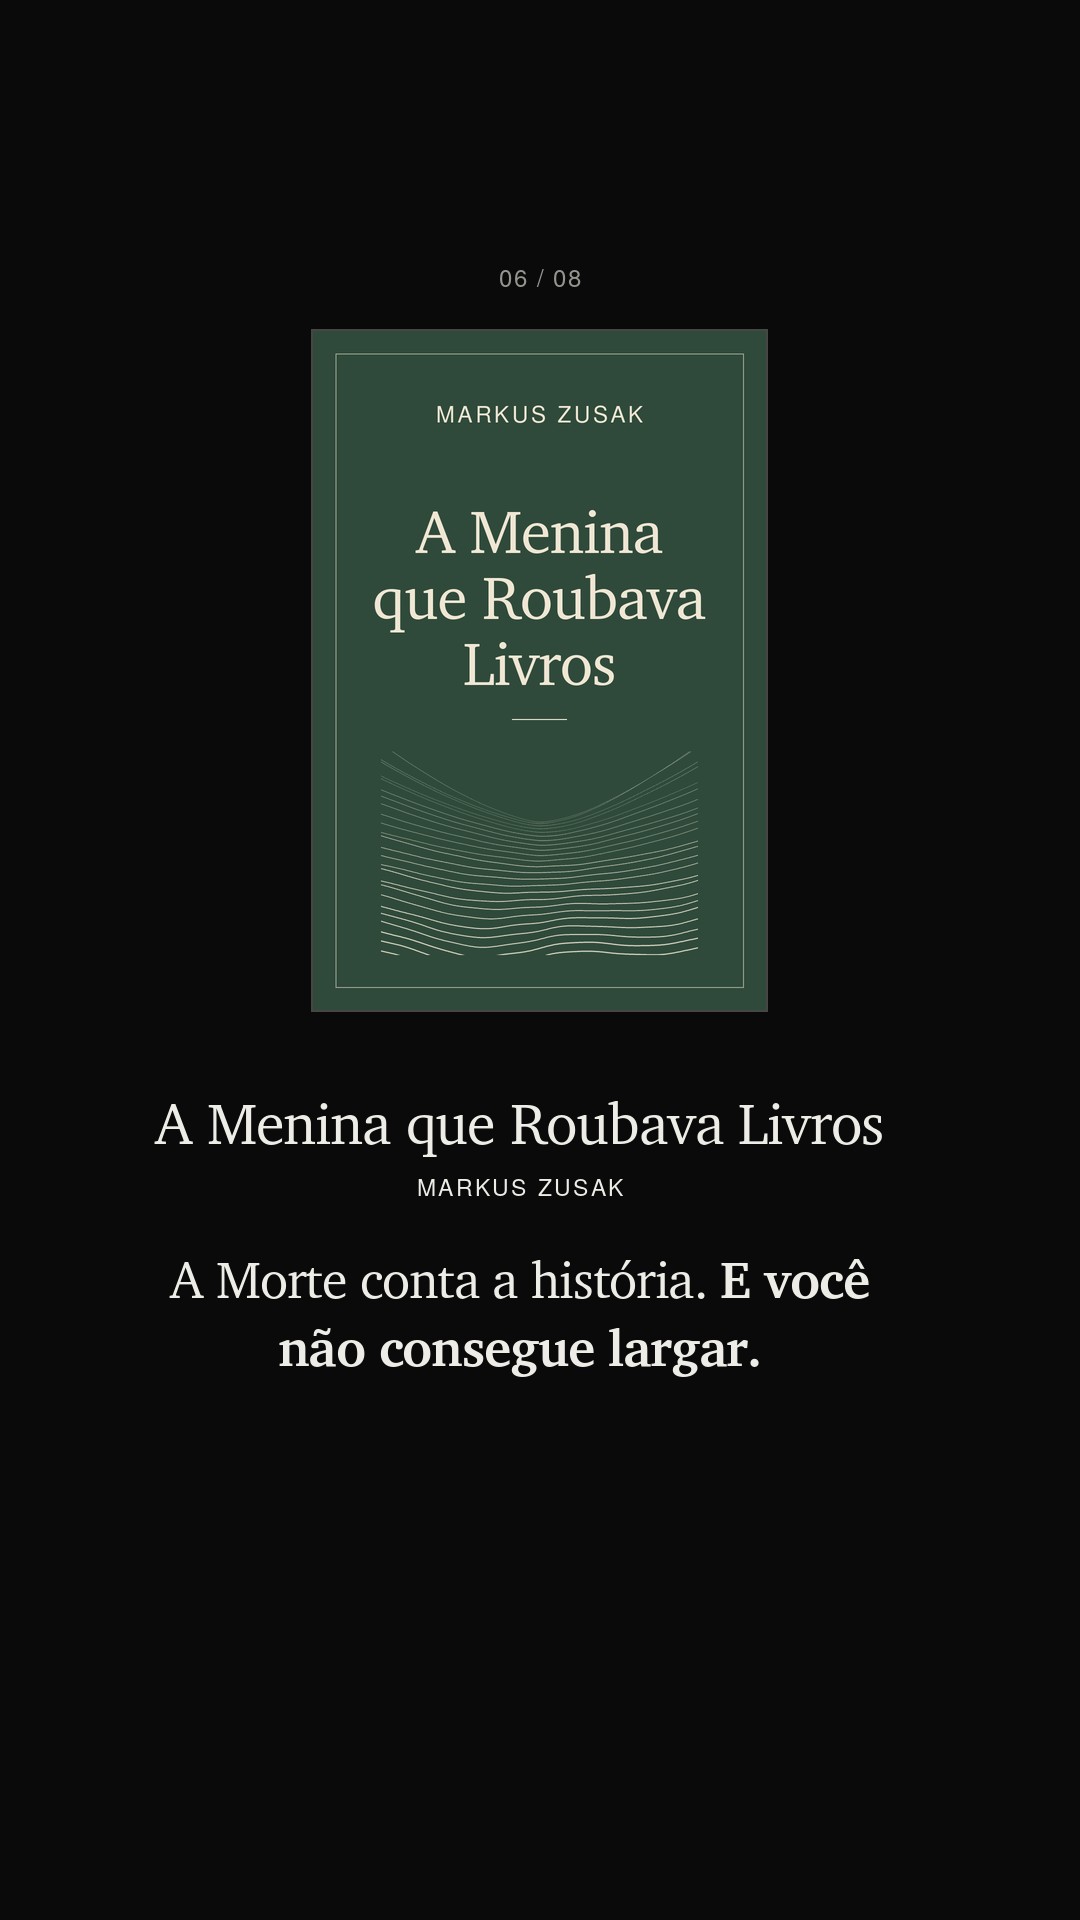 06 / 08
MARKUS ZUSAK
A Menina
que Roubava
Livros
A Menina que Roubava Livros
MARKUS ZUSAK
A Morte conta a história. E você
não consegue largar.